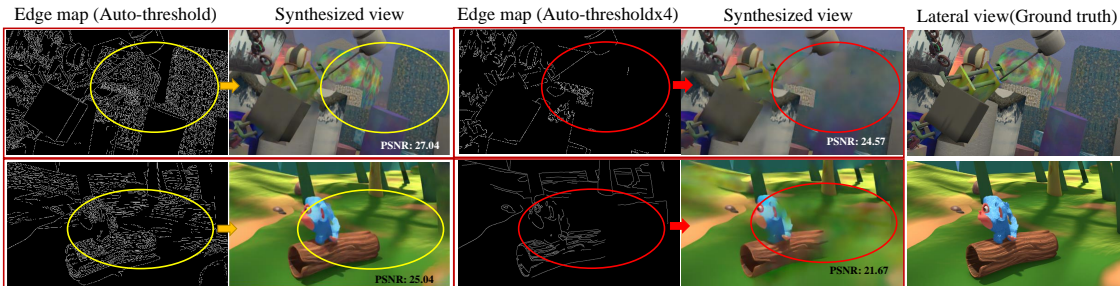 Edge map (Auto-threshold)
Synthesized view
Edge map (Auto-thresholdx4)
Synthesized view
Lateral view(Ground truth)
PSNR: 27.04
PSNR: 24.57
PSNR: 25.04
PSNR: 21.67